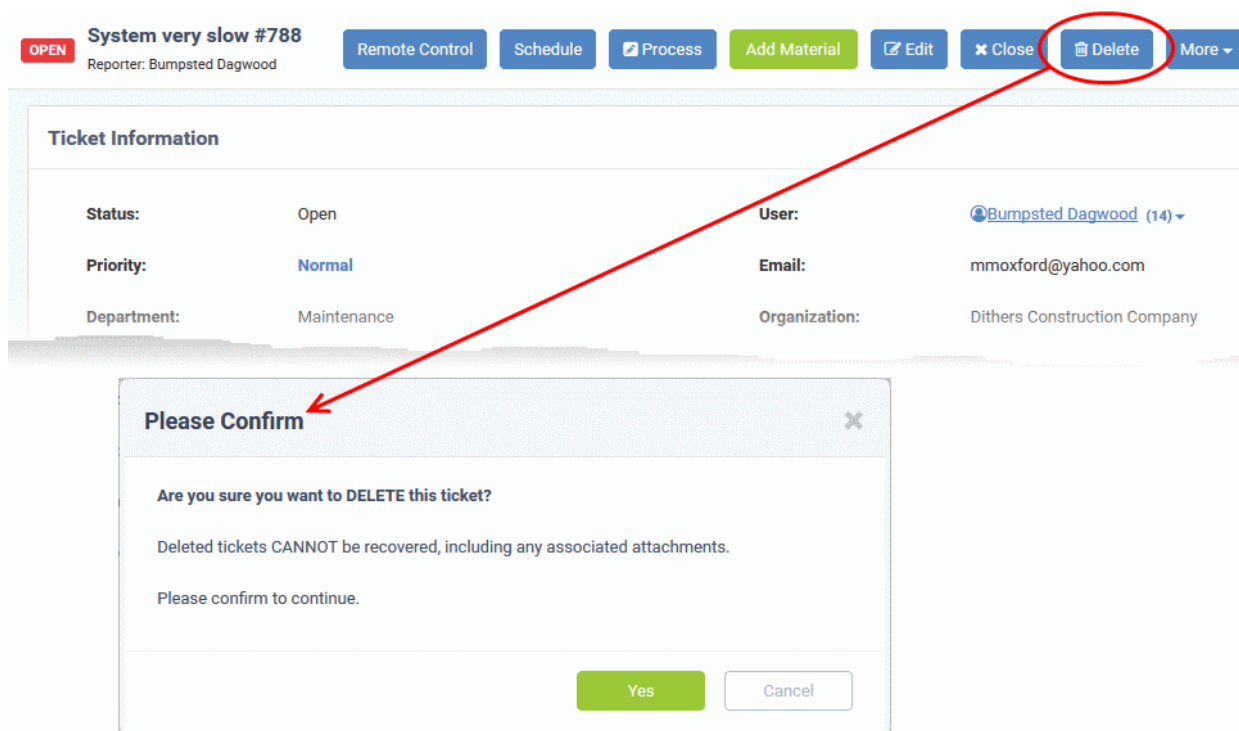 OPEN
System very slow #788
Reporter: Bumpsted Dagwood
Remote Control
Schedule
Process
Add Material
Edit
Close
Delete
More
Ticket Information
Status: Open User: Bumpsted Dagwood (14)
Priority: Normal Email: mmoxford@yahoo.com
Department: Maintenance Organization: Dithers Construction Company
Please Confirm
Are you sure you want to DELETE this ticket?
Deleted tickets CANNOT be recovered, including any associated attachments.
Please confirm to continue.
Yes
Cancel